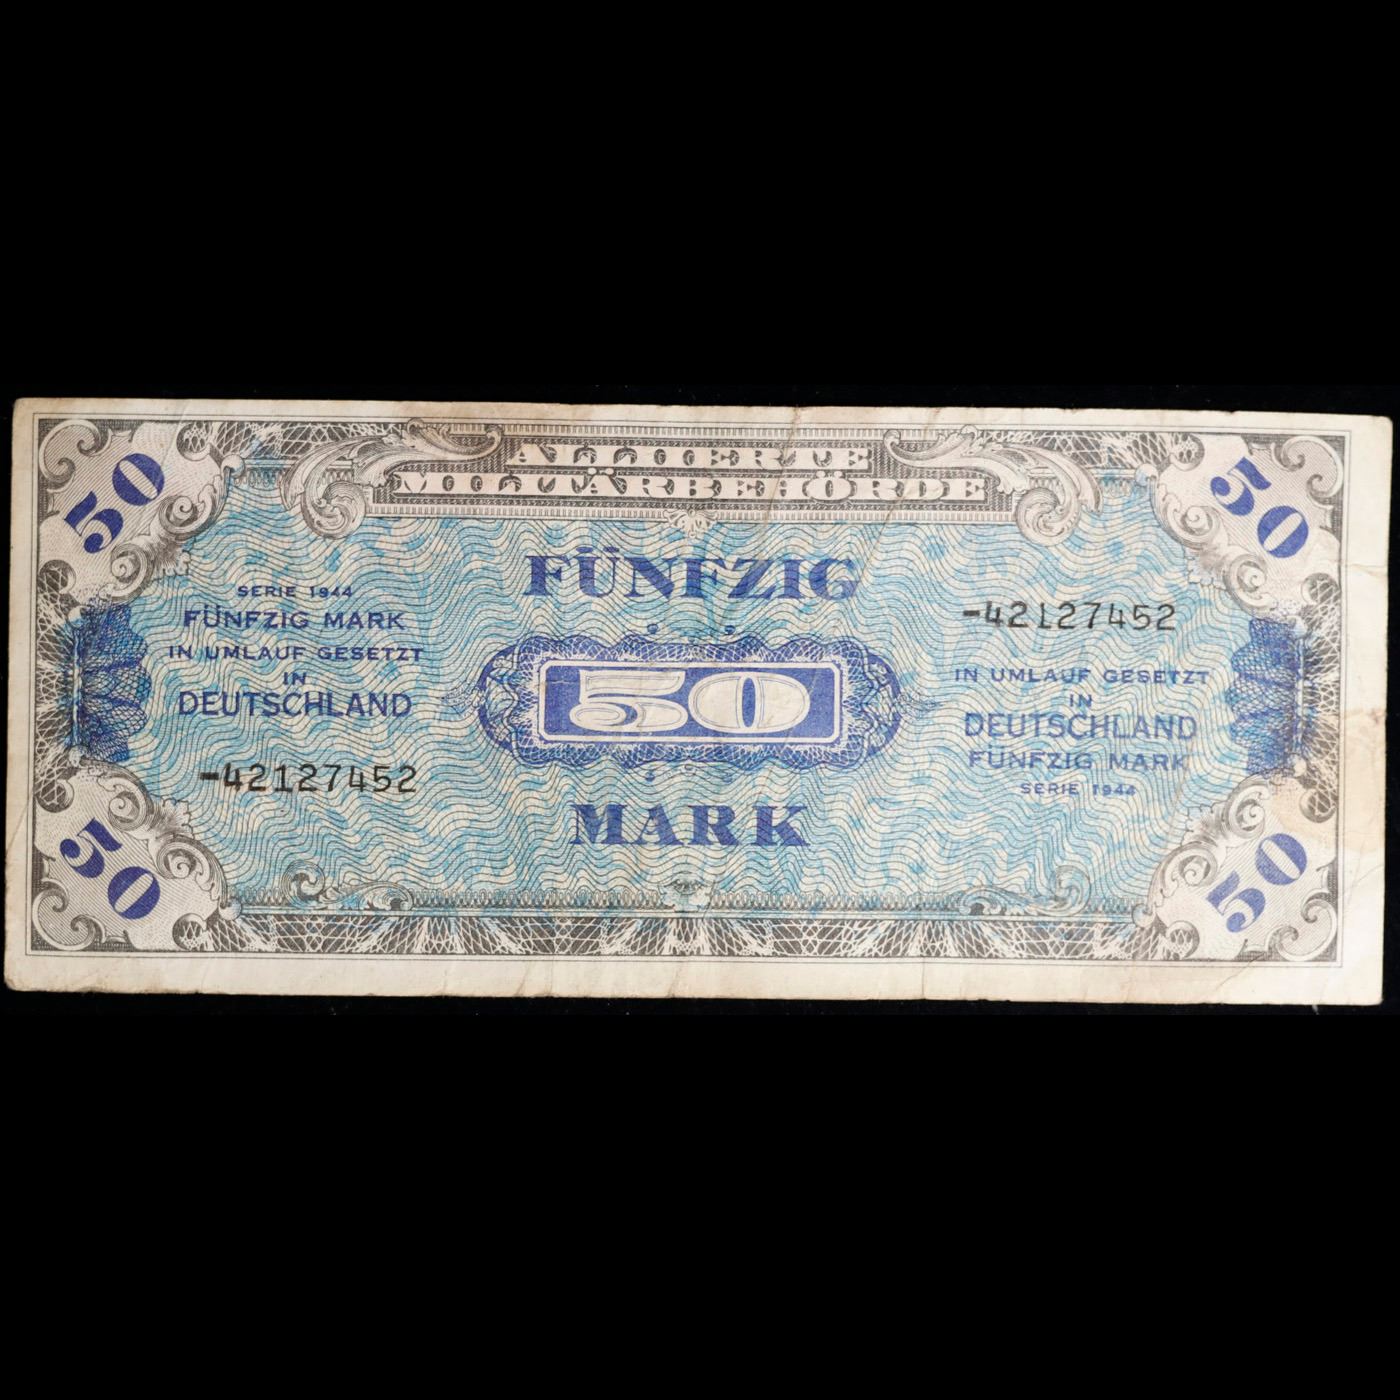 50
50
ALLIIERTE
MILITÄRBEHÖRDE
FÜNFZIG
SERIE 1944
FÜNFZIG MARK
IN UMLAUF GESETZT
IN
DEUTSCHLAND
-42127452
50
-42127452
IN UMLAUF GESETZT
IN
DEUTSCHLAND
FÜNFZIG MARK
SERIE 1944
MARK
50
50